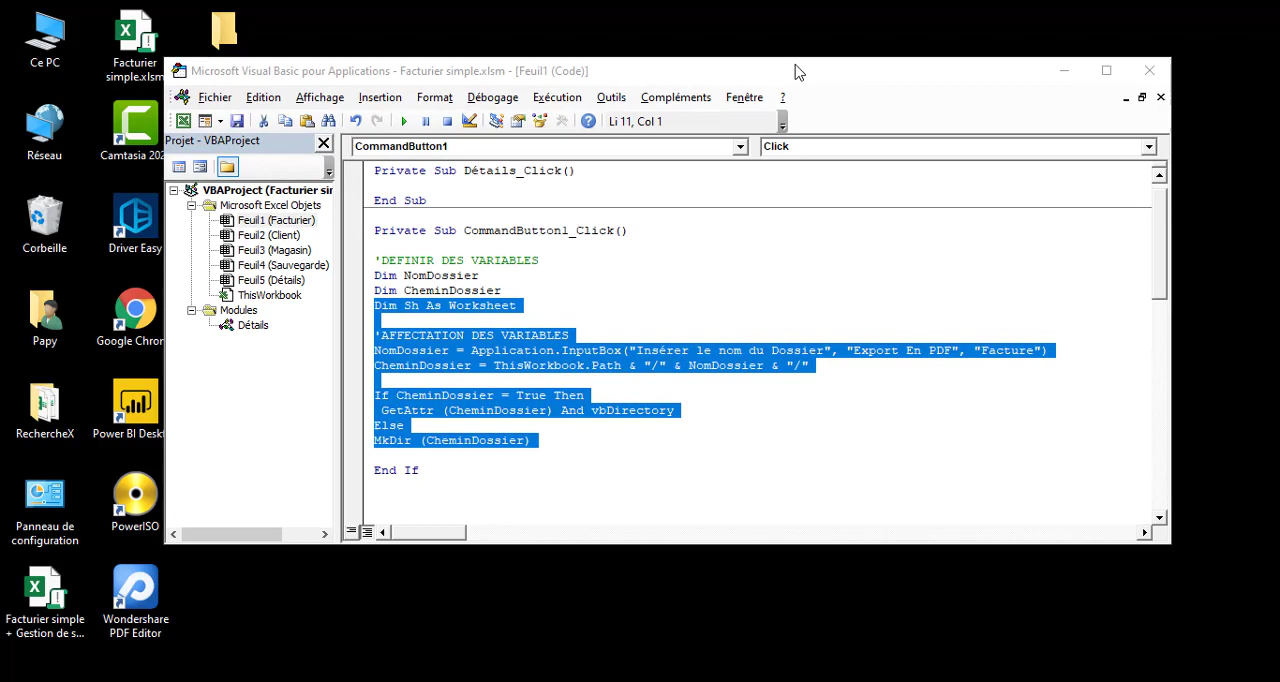 Ce PC
Facturier
simple.xlsm
Réseau
Camtasia 202
Corbeille
Driver Easy
Papy
Google Chron
RechercheX
Power BI Desk
Panneau de
configuration
PowerISO
Facturier simple
+ Gestion de s...
Wondershare
PDF Editor
Microsoft Visual Basic pour Applications - Facturier simple.xlsm - [Feuil1 (Code)]
Fichier Edition Affichage Insertion Format Débogage Exécution Outils Compléments Fenêtre ?
Li 11, Col 1
Projet - VBAProject
VBAProject (Facturier sim
Microsoft Excel Objets
Feuil1 (Facturier)
Feuil2 (Client)
Feuil3 (Magasin)
Feuil4 (Sauvegarde)
Feuil5 (Détails)
ThisWorkbook
Modules
Détails
CommandButton1
Click
Private Sub Détails_Click()
End Sub
Private Sub CommandButton1_Click()
'DEFINIR DES VARIABLES
Dim NomDossier
Dim CheminDossier
Dim Sh As Worksheet
'AFFECTATION DES VARIABLES
NomDossier = Application.InputBox("Insérer le nom du Dossier", "Export En PDF", "Facture")
CheminDossier = ThisWorkbook.Path & "/" & NomDossier & "/"
If CheminDossier = True Then
GetAttr (CheminDossier) And vbDirectory
Else
MkDir (CheminDossier)
End If